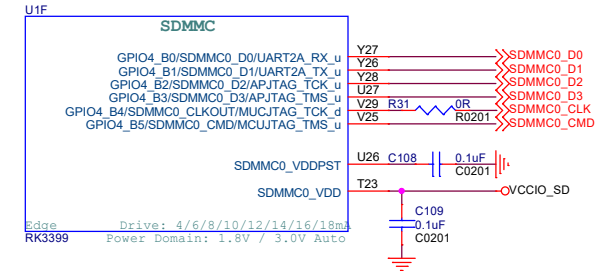 U1F
SDMMC
GPIO4_B0/SDMMC0_D0/UART2A_RX_u Y27 SDMMC0_D0
GPIO4_B1/SDMMC0_D1/UART2A_TX_u Y26 SDMMC0_D1
GPIO4_B2/SDMMC0_D2/APJTAG_TCK_u Y28 SDMMC0_D2
GPIO4_B3/SDMMC0_D3/APJTAG_TMS_u U27 SDMMC0_D3
GPIO4_B4/SDMMC0_CLKOUT/MUCJTAG_TCK_d V29 R31 0R SDMMC0_CLK
GPIO4_B5/SDMMC0_CMD/MCUJTAG_TMS_u V25 R0201 SDMMC0_CMD
SDMMC0_VDDPST U26 C108 0.1uF
C0201
SDMMC0_VDD T23 VCCIO_SD
C109
0.1uF
C0201
Edge Drive: 4/6/8/10/12/14/16/18mA
RK3399 Power Domain: 1.8V / 3.0V Auto